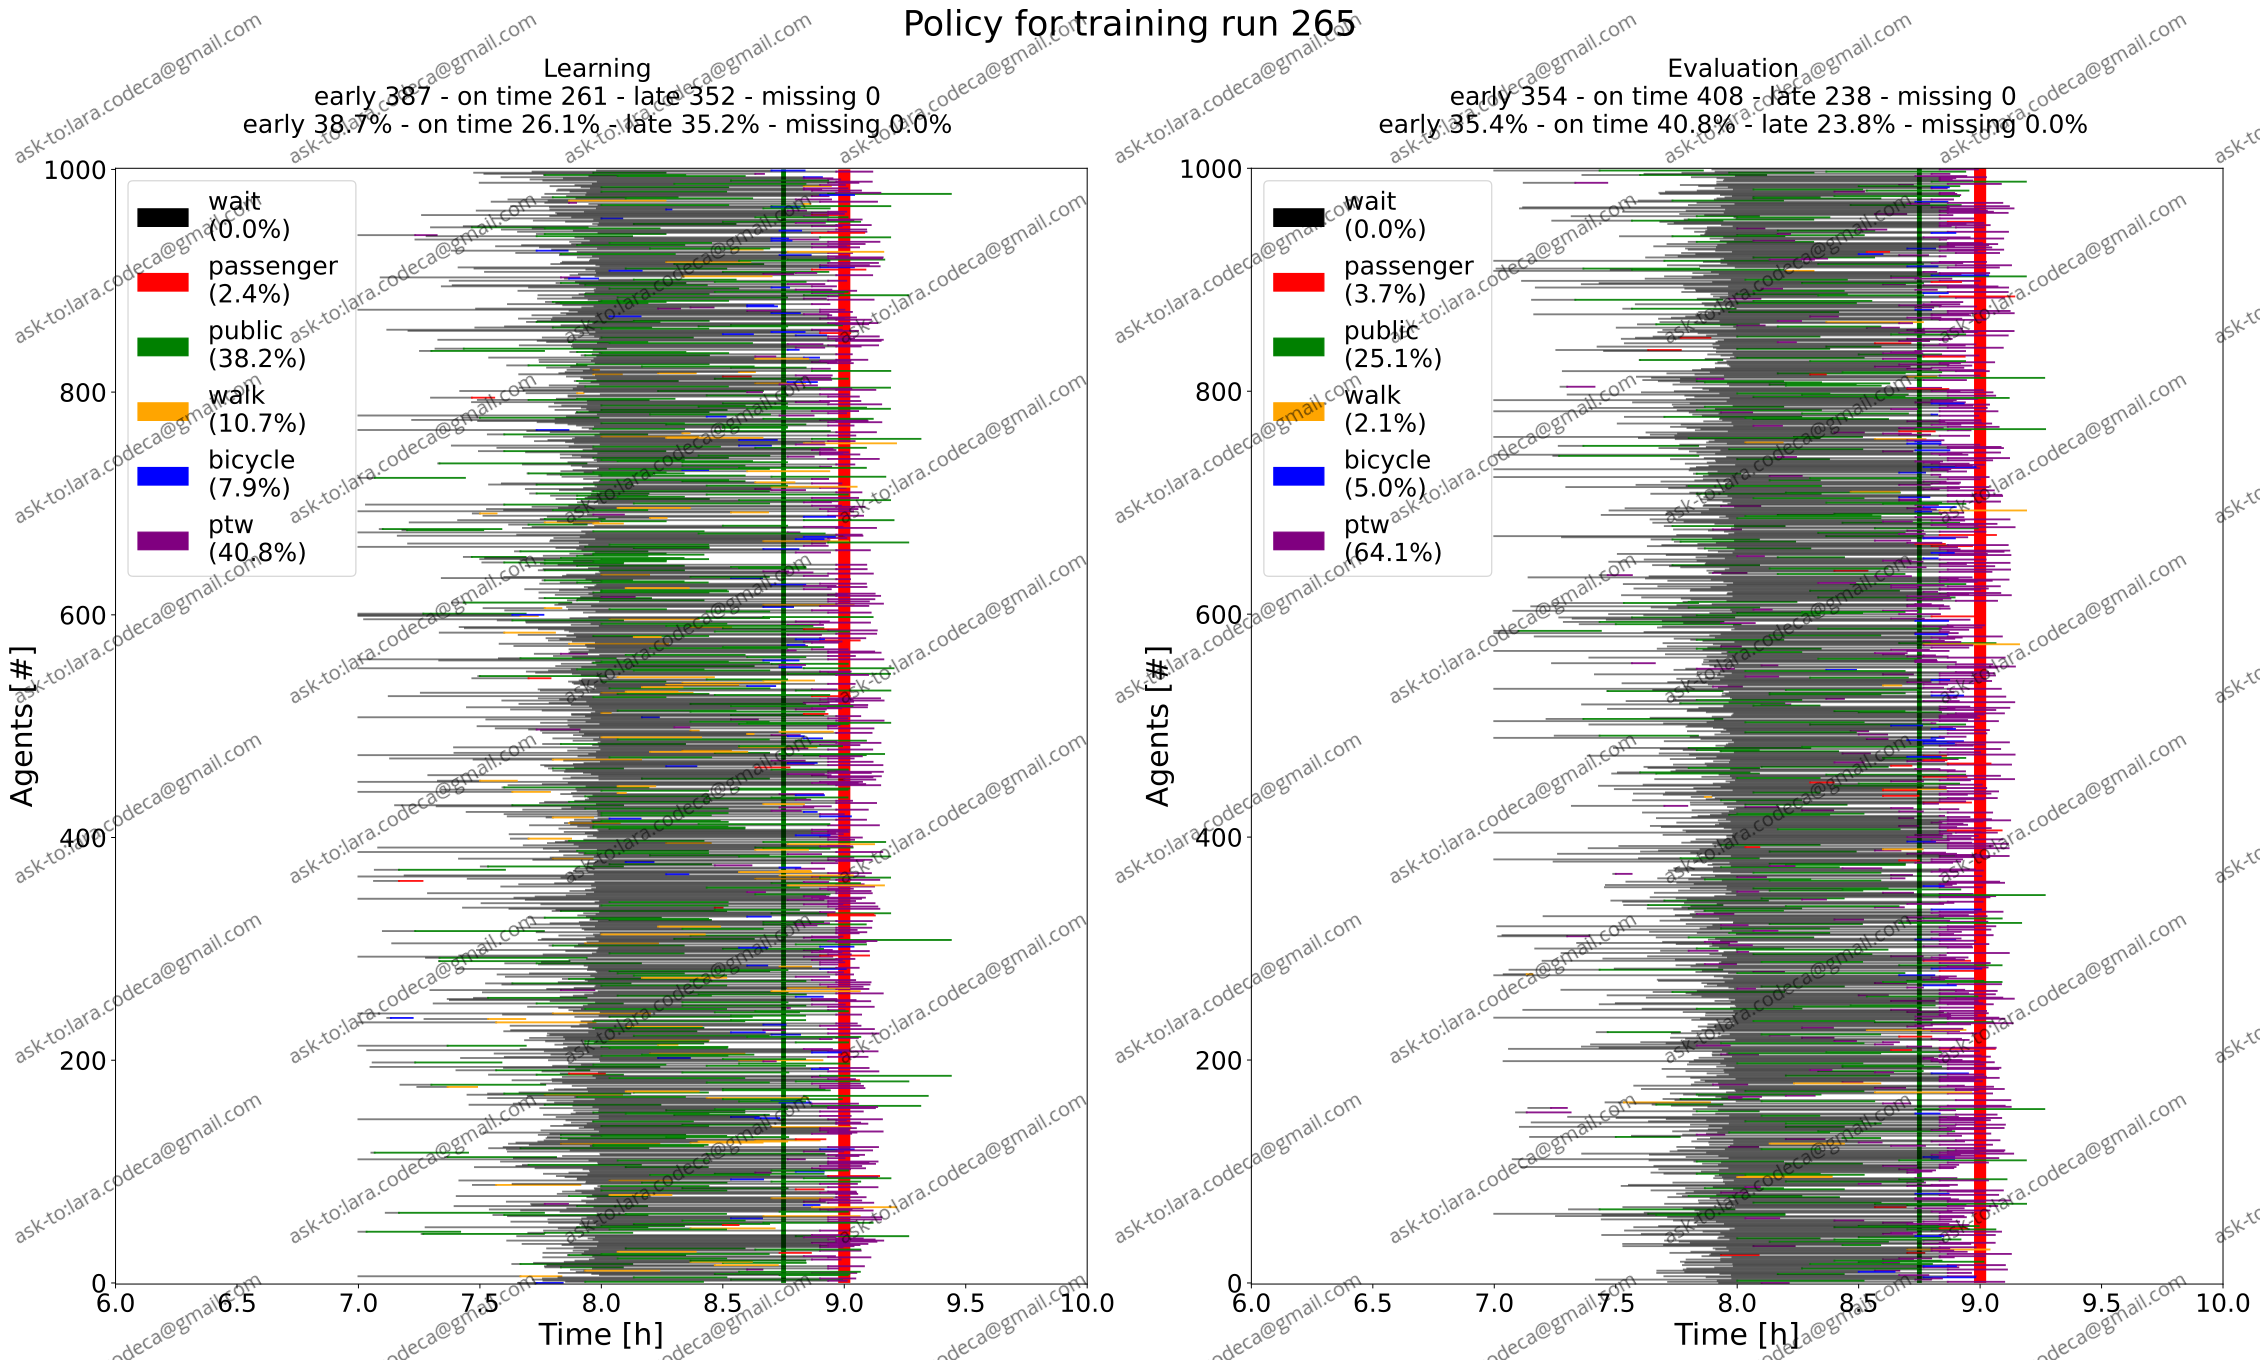 Policy for training run 265
Learning
early 387 - on time 261 - late 352 - missing 0
early 38.7% - on time 26.1% - late 35.2% - missing 0.0%
1000
800
600
400
200
0
Agents [#]
wait
(0.0%)
passenger
(2.4%)
public
(38.2%)
walk
(10.7%)
bicycle
(7.9%)
ptw
(40.8%)
6.0 6.5 7.0 7.5 8.0 8.5 9.0 9.5 10.0
Time [h]
Evaluation
early 354 - on time 408 - late 238 - missing 0
early 35.4% - on time 40.8% - late 23.8% - missing 0.0%
1000
800
600
400
200
0
Agents [#]
wait
(0.0%)
passenger
(3.7%)
public
(25.1%)
walk
(2.1%)
bicycle
(5.0%)
ptw
(64.1%)
6.0 6.5 7.0 7.5 8.0 8.5 9.0 9.5 10.0
Time [h]
ask-to:lara.codeca@gmail.com